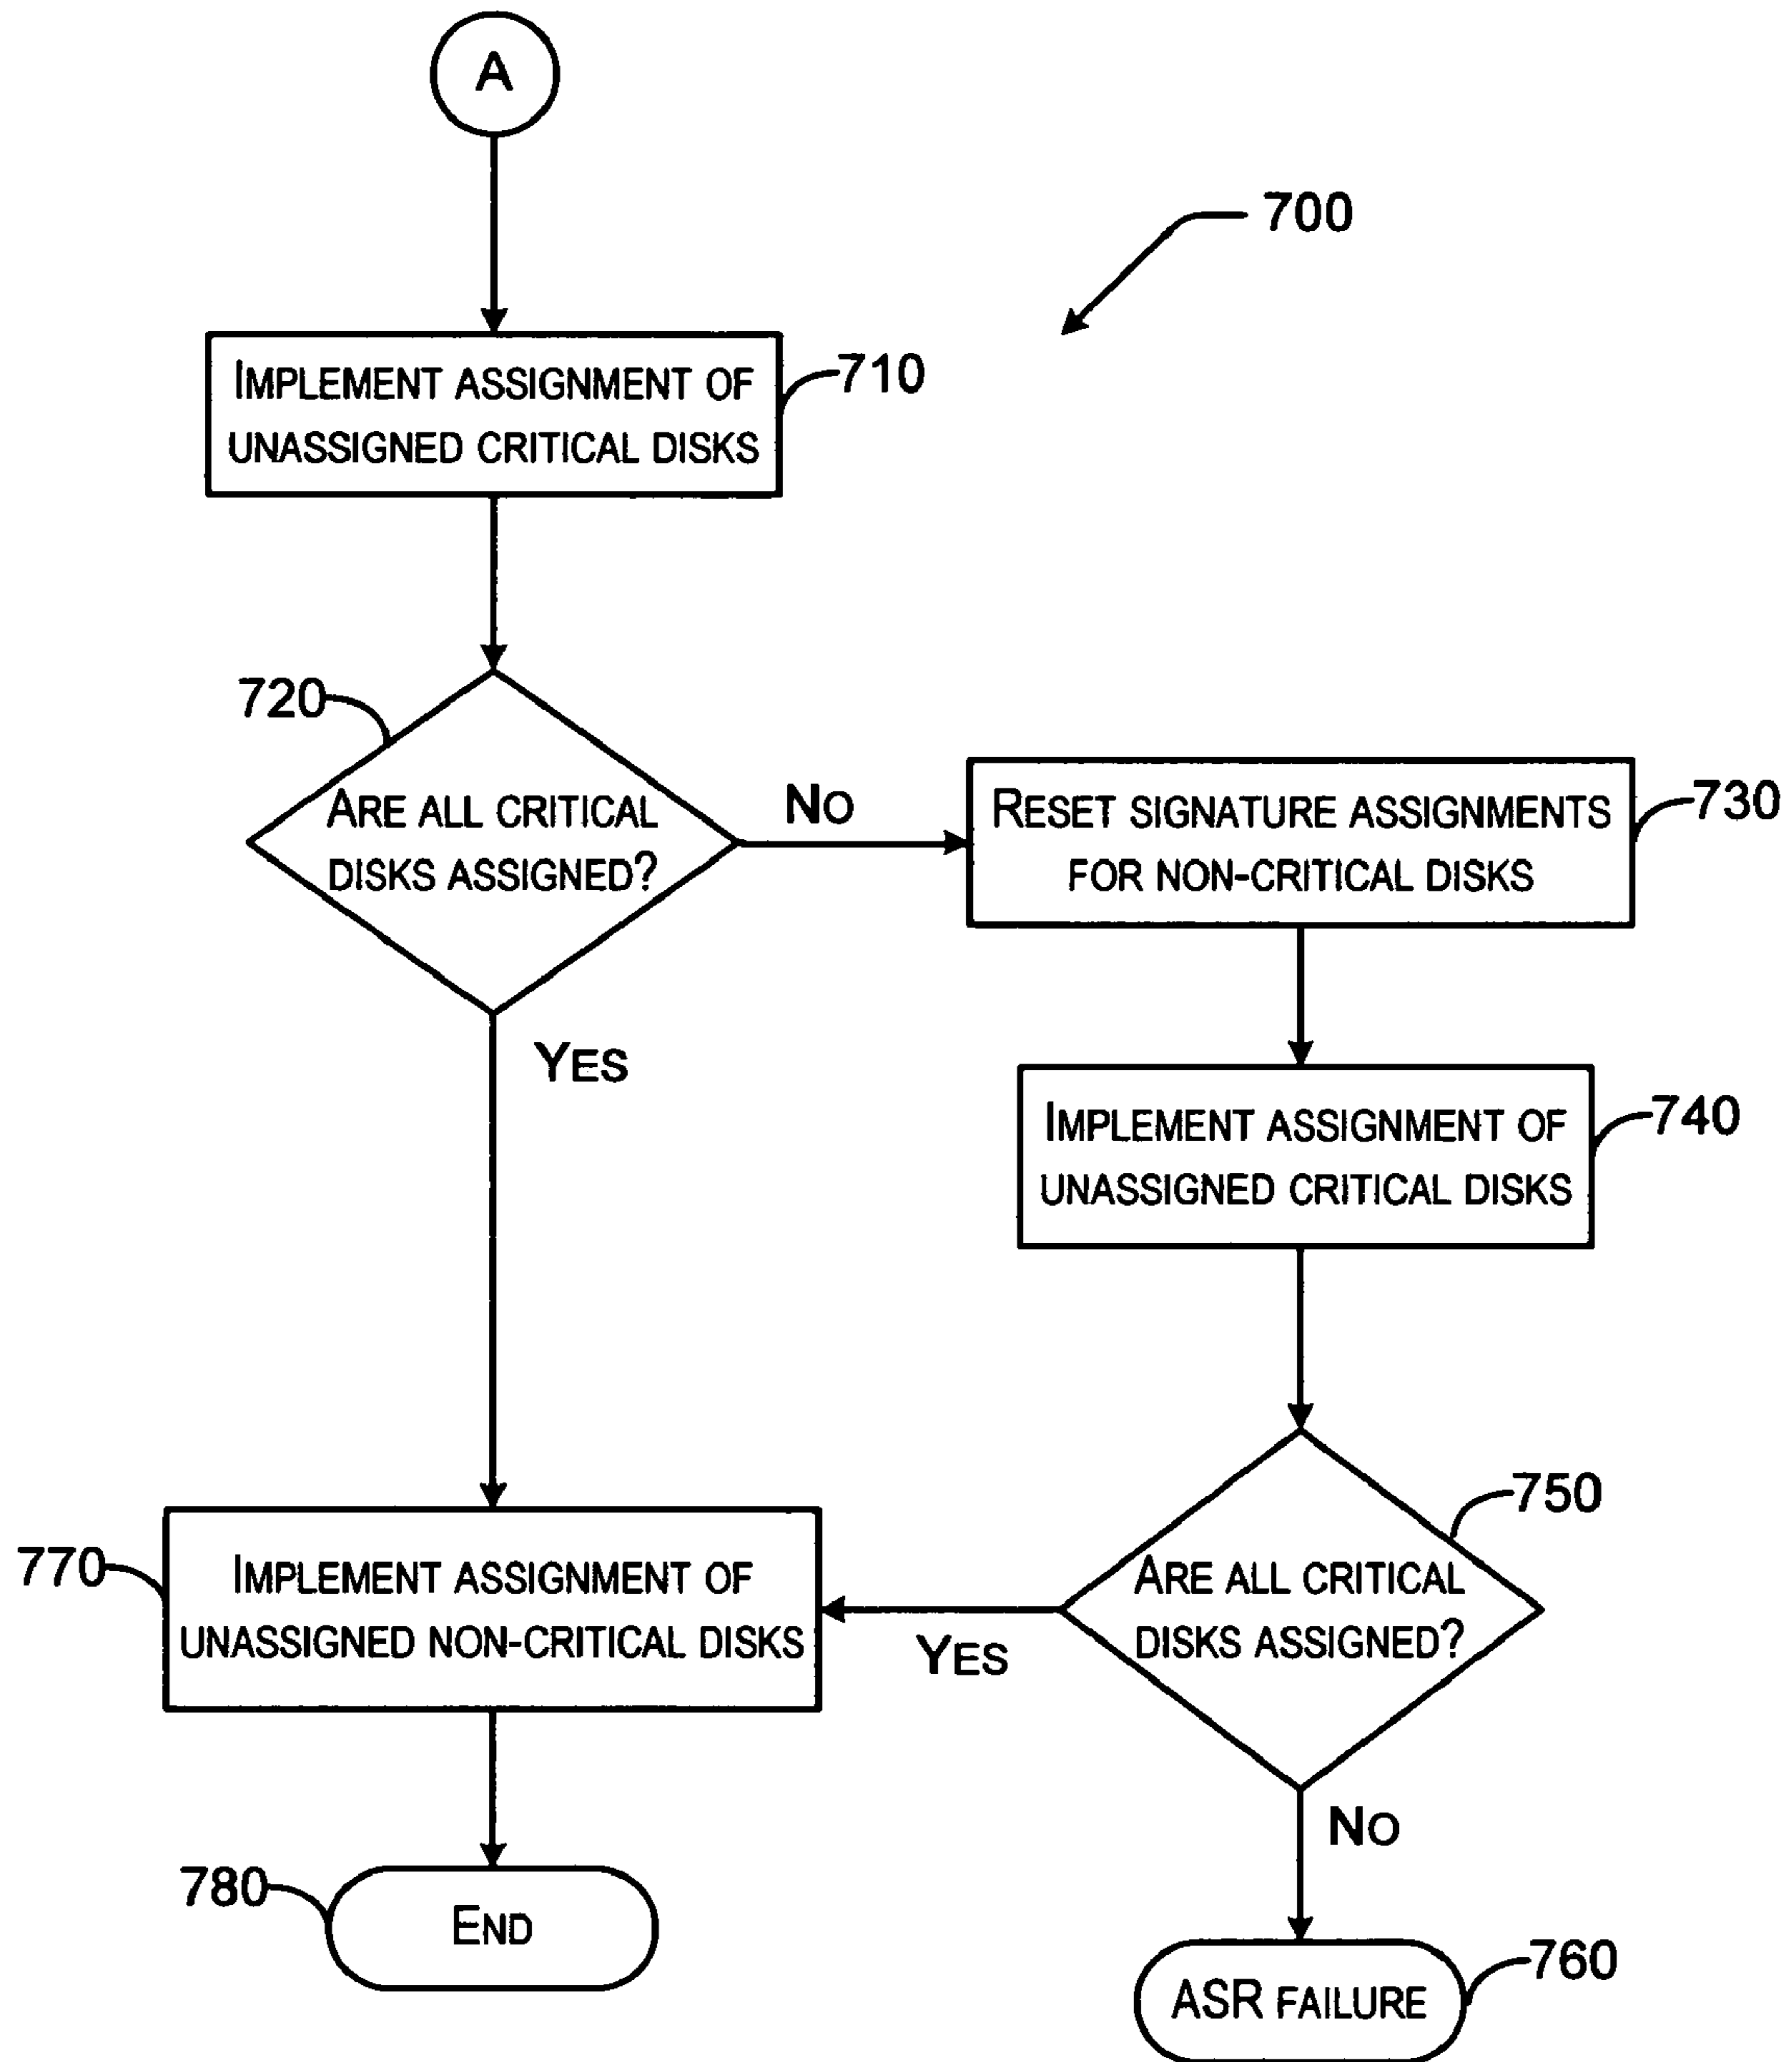 A
700
Implement assignment of
unassigned critical disks
710
720
Are all critical
disks assigned?
No
Yes
Reset signature assignments
for non-critical disks
730
Implement assignment of
unassigned critical disks
740
750
Are all critical
disks assigned?
Yes
No
770
Implement assignment of
unassigned non-critical disks
780
End
ASR failure
760